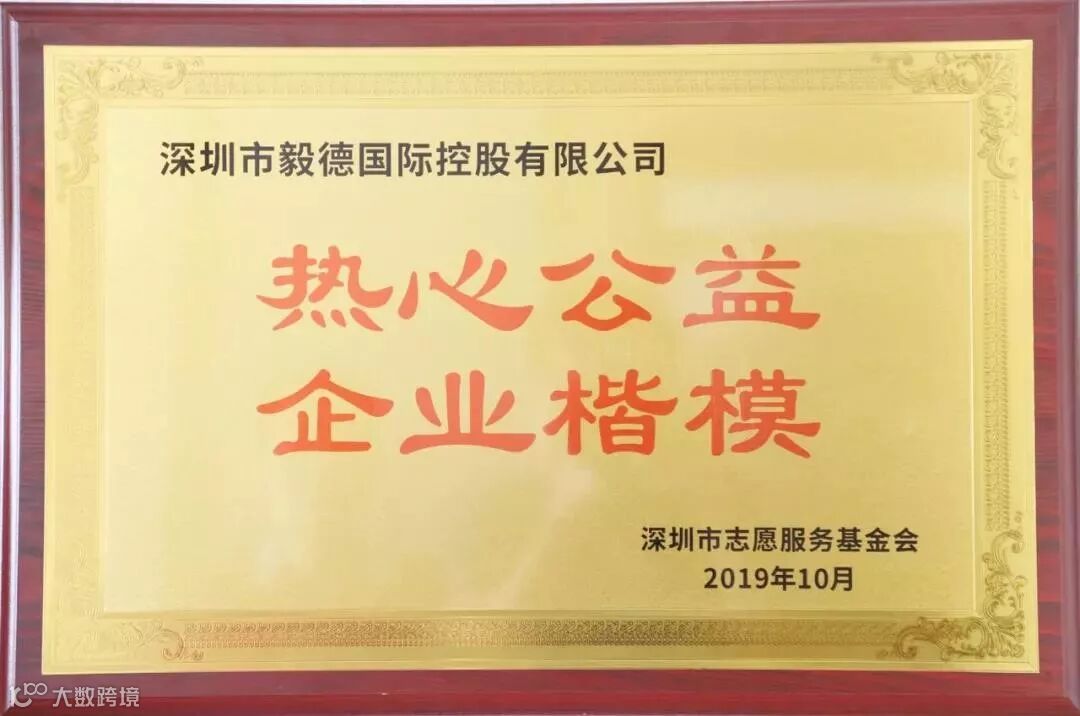 深圳市毅德国际控股有限公司
热心公益
企业楷模
深圳市志愿服务基金会
2019年10月
大数跨境